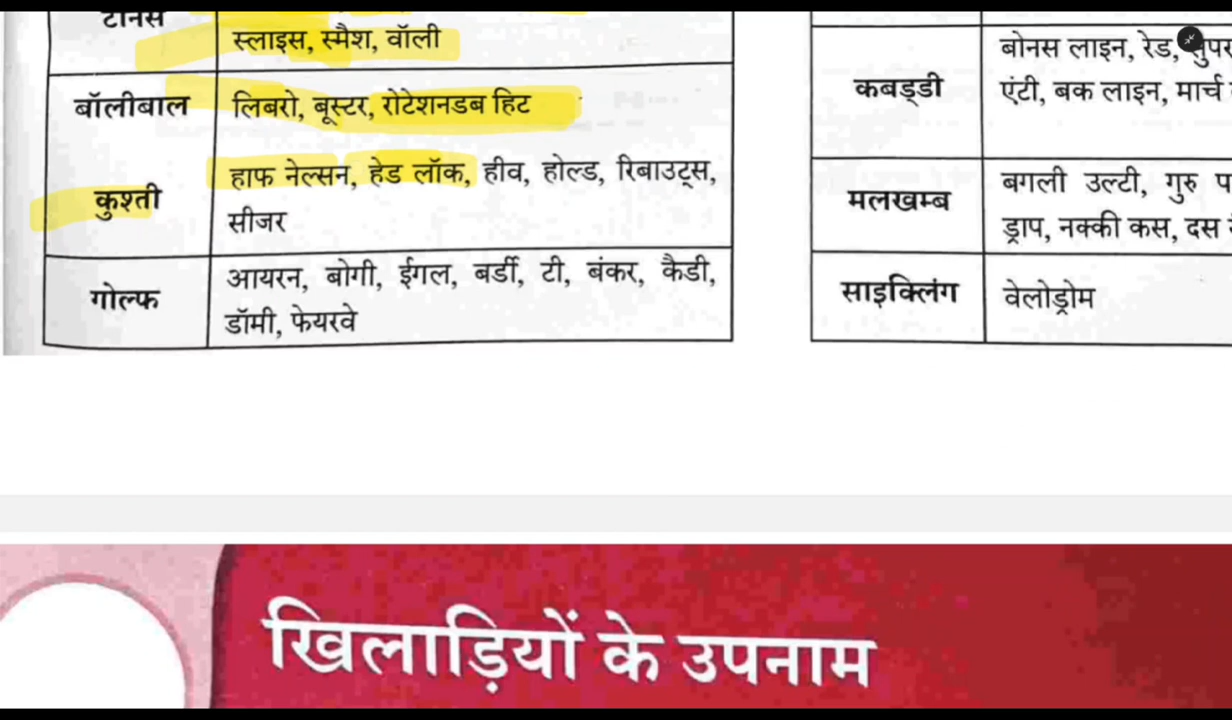 टेनिस
स्लाइस, स्मैश, वॉली
बॉलीबाल
लिबरो, बूस्टर, रोटेशनडब हिट
कुश्ती
हाफ नेल्सन, हेड लॉक, हीव, होल्ड, रिबाउट्स,
सीजर
गोल्फ
आयरन, बोगी, ईगल, बर्डी, टी, बंकर, कैडी,
डॉमी, फेयरवे
कबड्डी
बोनस लाइन, रेड, सुपर
एंटी, बक लाइन, मार्च
मलखम्ब
बगली उल्टी, गुरु
ड्राप, नक्की कस, दस
साइक्लिंग
वेलोड्रोम
खिलाड़ियों के उपनाम